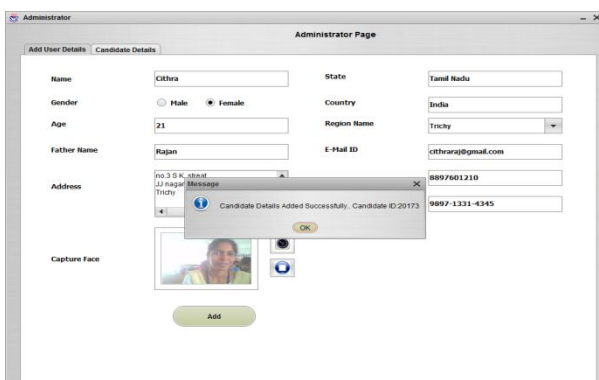 Administrator
Administrator Page
Add User Details Candidate Details
Name Cithra State Tamil Nadu
Gender Male Female Country India
Age 21 Region Name Trichy
Father Name Rajan E-Mail ID cithraraj@gmail.com
Address no.3 S K street
JJ nagar
Trichy
8897601210
9897-1331-4345
Message
Candidate Details Added Successfully.. Candidate ID:20173
OK
Capture Face
Add